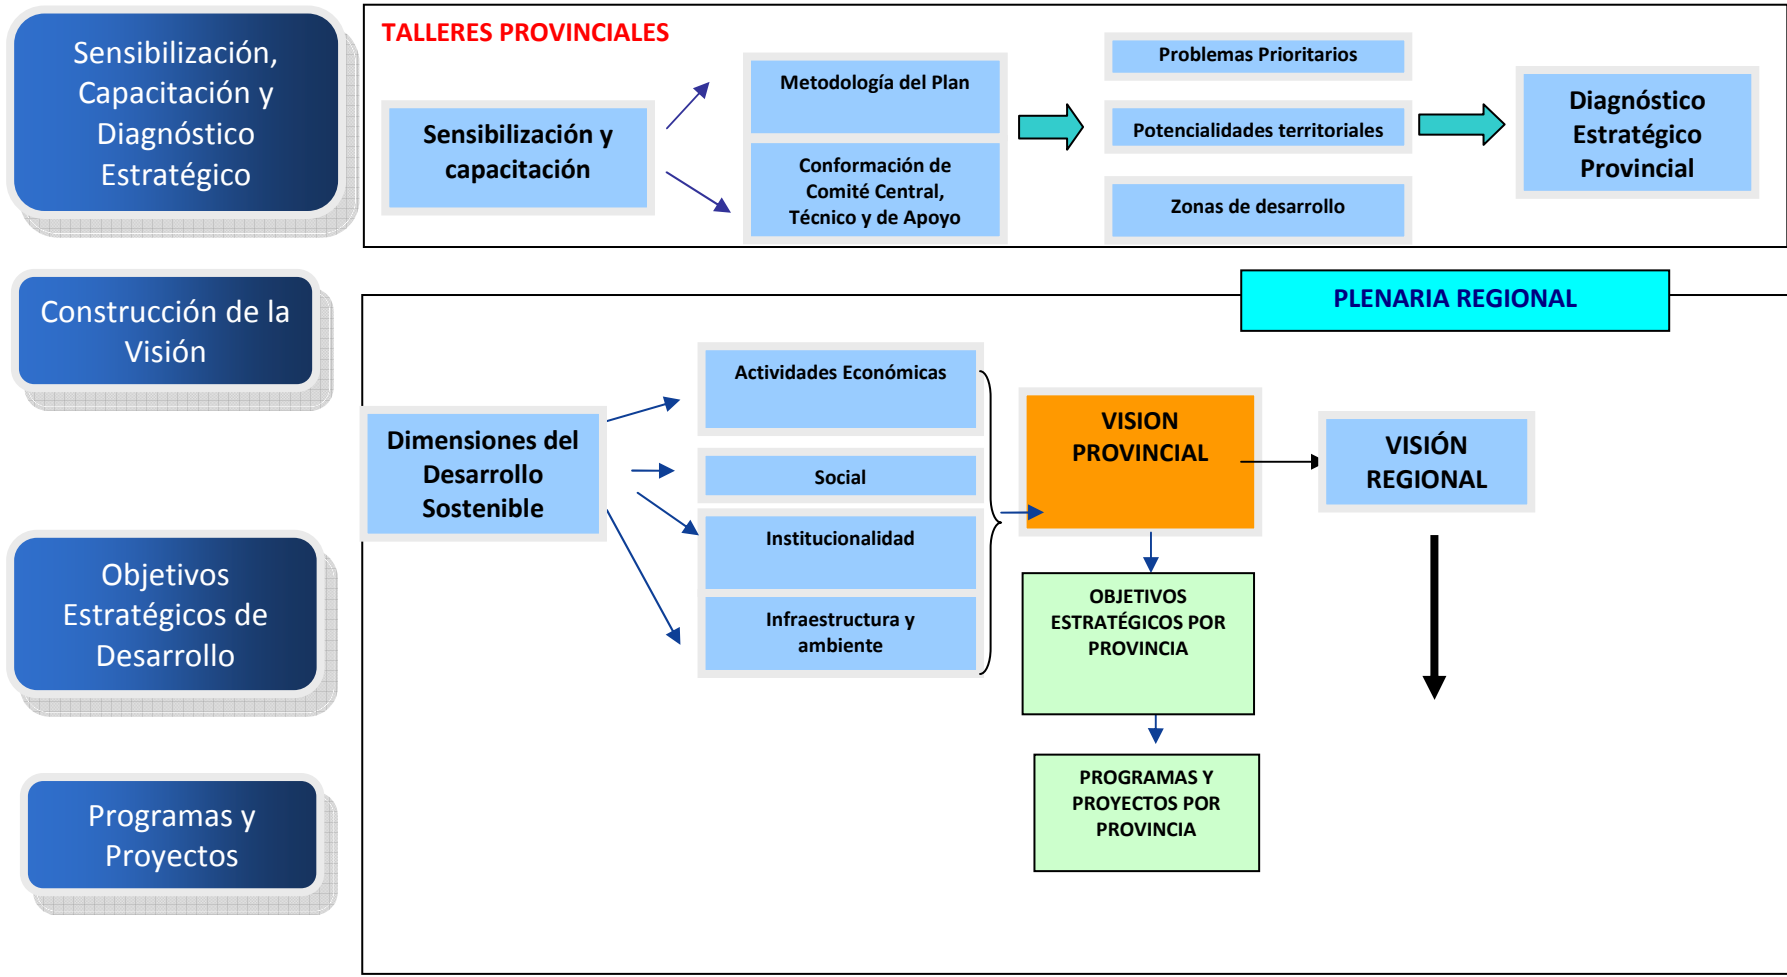 Sensibilización,
Capacitación y
Diagnóstico
Estratégico
TALLERES PROVINCIALES
Sensibilización y
capacitación
Metodología del Plan
Conformación de
Comité Central,
Técnico y de Apoyo
Problemas Prioritarios
Potencialidades territoriales
Zonas de desarrollo
Diagnóstico
Estratégico
Provincial
Construcción de la
Visión
PLENARIA REGIONAL
Dimensiones del
Desarrollo
Sostenible
Actividades Económicas
Social
Institucionalidad
Infraestructura y
ambiente
VISION
PROVINCIAL
VISIÓN
REGIONAL
Objetivos
Estratégicos de
Desarrollo
OBJETIVOS
ESTRATÉGICOS POR
PROVINCIA
Programas y
Proyectos
PROGRAMAS Y
PROYECTOS POR
PROVINCIA